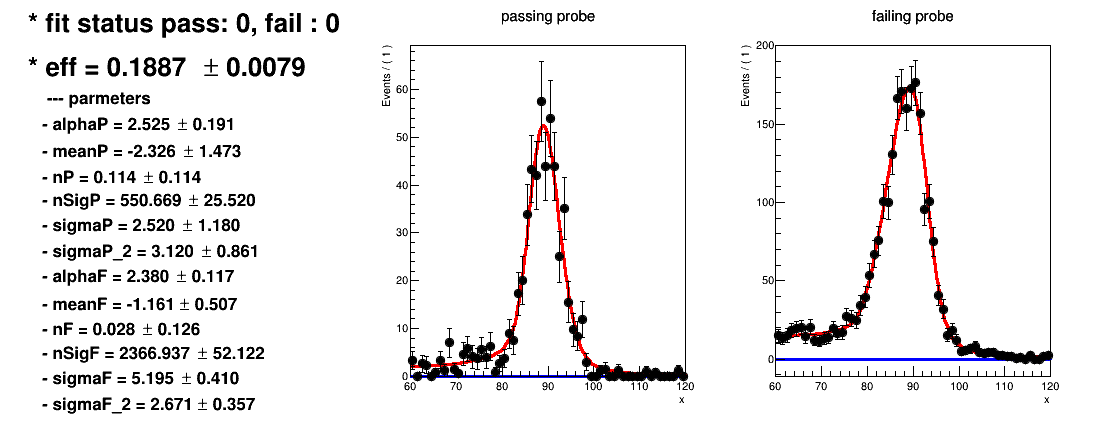 * fit status pass: 0, fail : 0
* eff = 0.1887 ± 0.0079
--- parmeters
- alphaP = 2.525 ± 0.191
- meanP = -2.326 ± 1.473
- nP = 0.114 ± 0.114
- nSigP = 550.669 ± 25.520
- sigmaP = 2.520 ± 1.180
- sigmaP_2 = 3.120 ± 0.861
- alphaF = 2.380 ± 0.117
- meanF = -1.161 ± 0.507
- nF = 0.028 ± 0.126
- nSigF = 2366.937 ± 52.122
- sigmaF = 5.195 ± 0.410
- sigmaF_2 = 2.671 ± 0.357
passing probe
Events / ( 1 )
60
50
40
30
20
10
0
60 70 80 90 100 110 120
x
failing probe
Events / ( 1 )
200
150
100
50
0
60 70 80 90 100 110 120
x